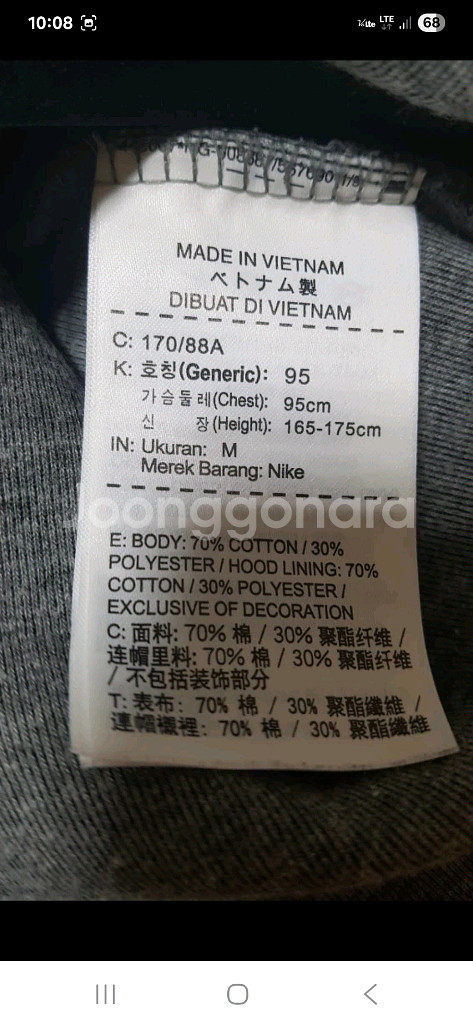 10:08
LTE
68
MADE IN VIETNAM
ベトナム製
DIBUAT DI VIETNAM
C: 170/88A
K: 호칭(Generic): 95
가슴둘레(Chest): 95cm
신 장(Height): 165-175cm
IN: Ukuran: M
Merek Barang: Nike
Joonggonara
E: BODY: 70% COTTON / 30%
POLYESTER / HOOD LINING: 70%
COTTON / 30% POLYESTER /
EXCLUSIVE OF DECORATION
C: 面料: 70% 棉 / 30% 聚酯纤维 /
连帽里料: 70% 棉 / 30% 聚酯纤维
/ 不包括装饰部分
T: 表布: 70% 棉 / 30% 聚酯纖維 /
連帽襯裡: 70% 棉 / 30% 聚酯纖維